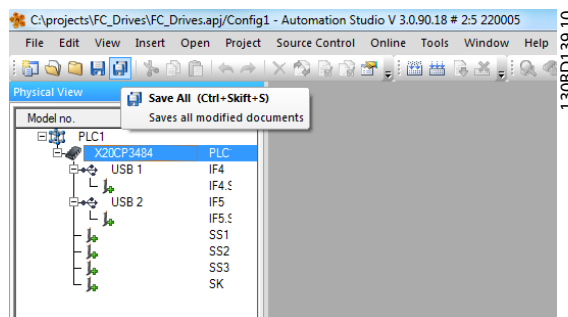 C:\projects\FC_Drives\FC_Drives.apj/Config1 - Automation Studio V 3.0.90.18 # 2:5 220005
File Edit View Insert Open Project Source Control Online Tools Window Help
Physical View
Save All (Ctrl+Skift+S)
Saves all modified documents
Model no.
PLC1
X20CP3484 PLC
USB 1 IF4
IF4.S
USB 2 IF5
IF5.S
SS1
SS2
SS3
SK
130BD139.10